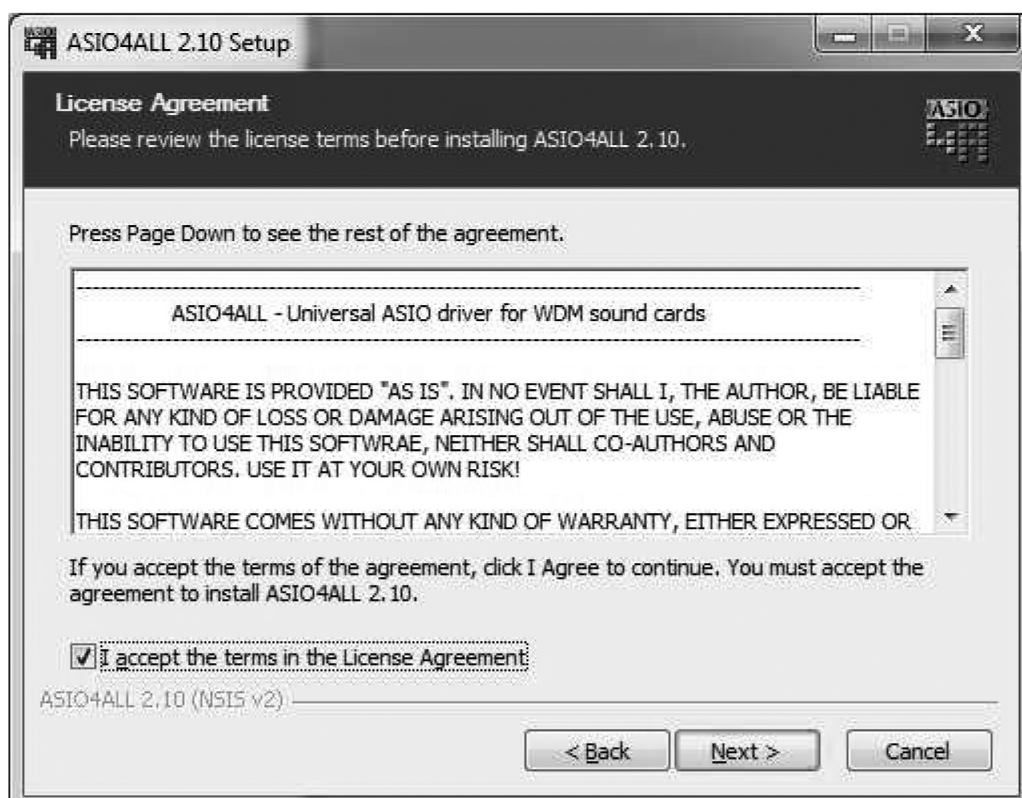 ASIO4ALL 2.10 Setup
License Agreement
Please review the license terms before installing ASIO4ALL 2.10.
ASIO
Press Page Down to see the rest of the agreement.
ASIO4ALL - Universal ASIO driver for WDM sound cards
THIS SOFTWARE IS PROVIDED "AS IS". IN NO EVENT SHALL I, THE AUTHOR, BE LIABLE
FOR ANY KIND OF LOSS OR DAMAGE ARISING OUT OF THE USE, ABUSE OR THE
INABILITY TO USE THIS SOFTWRAE, NEITHER SHALL CO-AUTHORS AND
CONTRIBUTORS. USE IT AT YOUR OWN RISK!
THIS SOFTWARE COMES WITHOUT ANY KIND OF WARRANTY, EITHER EXPRESSED OR
If you accept the terms of the agreement, click I Agree to continue. You must accept the
agreement to install ASIO4ALL 2.10.
I accept the terms in the License Agreement
ASIO4ALL 2.10 (NSIS v2)
< Back Next > Cancel